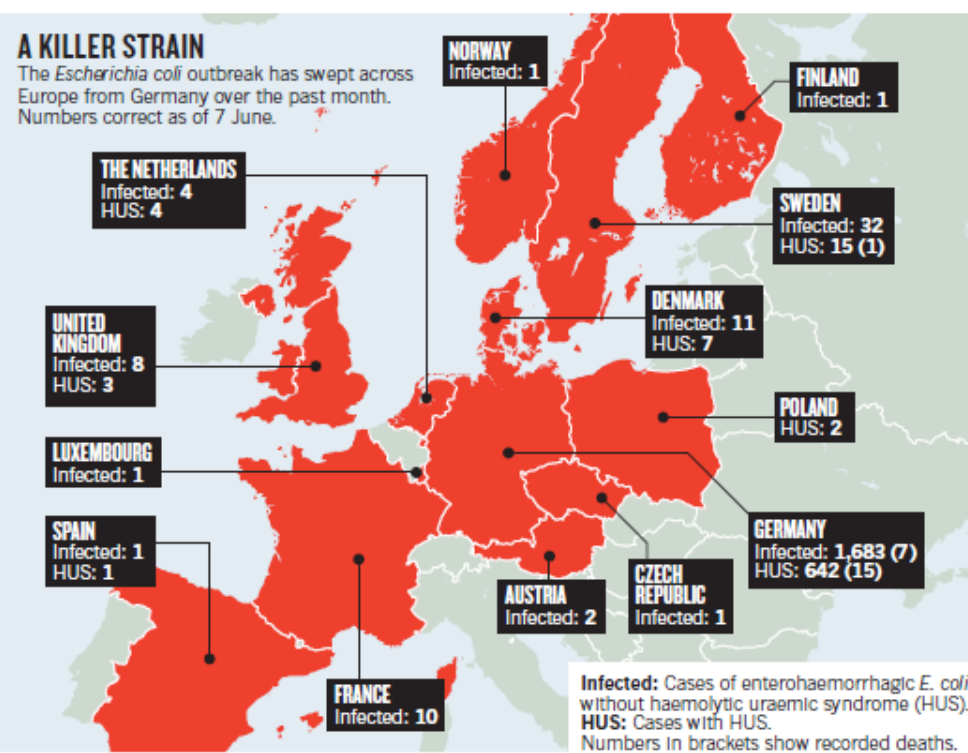 A KILLER STRAIN
The Escherichia coli outbreak has swept across
Europe from Germany over the past month.
Numbers correct as of 7 June.
NORWAY
Infected: 1
FINLAND
Infected: 1
THE NETHERLANDS
Infected: 4
HUS: 4
SWEDEN
Infected: 32
HUS: 15 (1)
DENMARK
Infected: 11
HUS: 7
UNITED
KINGDOM
Infected: 8
HUS: 3
POLAND
HUS: 2
LUXEMBOURG
Infected: 1
SPAIN
Infected: 1
HUS: 1
GERMANY
Infected: 1,683 (7)
HUS: 642 (15)
AUSTRIA
Infected: 2
CZECH
REPUBLIC
Infected: 1
FRANCE
Infected: 10
Infected: Cases of enterohaemorrhagic E. coli
without haemolytic uraemic syndrome (HUS).
HUS: Cases with HUS.
Numbers in brackets show recorded deaths.